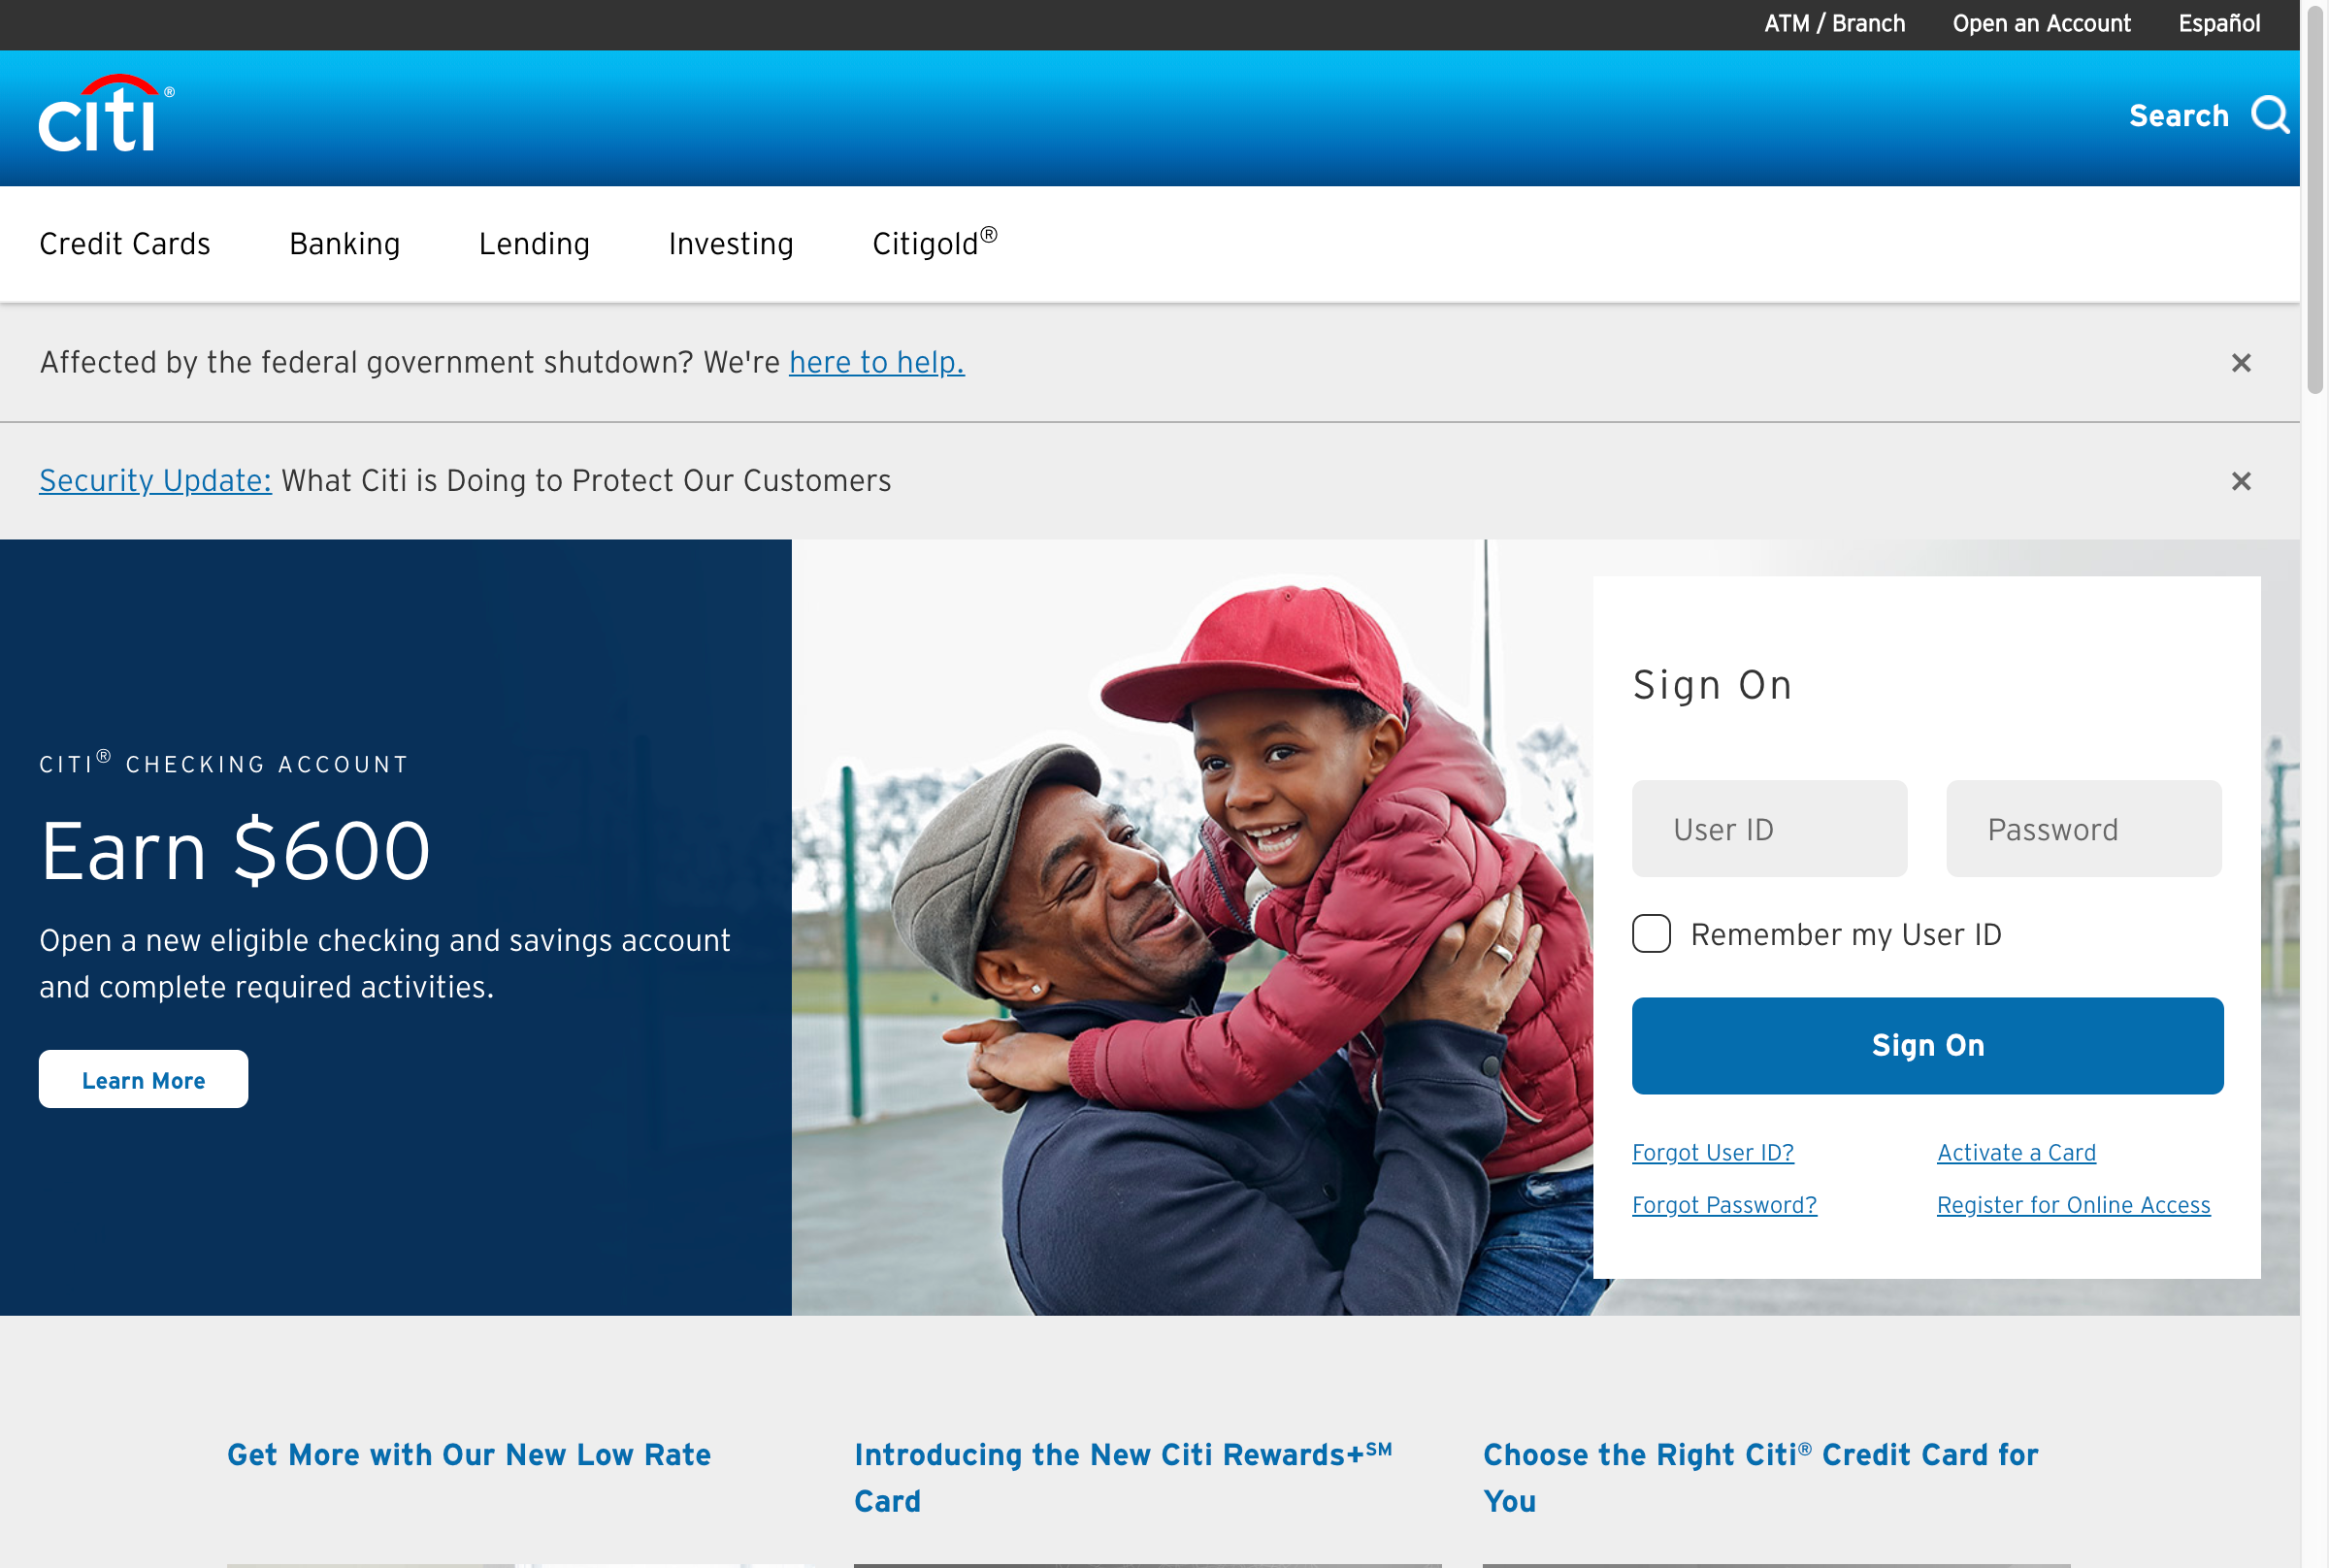 ATM / Branch
Open an Account
Español
citi®
Search
Credit Cards
Banking
Lending
Investing
Citigold®
Affected by the federal government shutdown? We're here to help.
Security Update: What Citi is Doing to Protect Our Customers
CITI® CHECKING ACCOUNT
Earn $600
Open a new eligible checking and savings account
and complete required activities.
Learn More
Sign On
User ID
Password
Remember my User ID
Sign On
Forgot User ID?
Activate a Card
Forgot Password?
Register for Online Access
Get More with Our New Low Rate
Introducing the New Citi Rewards+℠
Card
Choose the Right Citi® Credit Card for
You